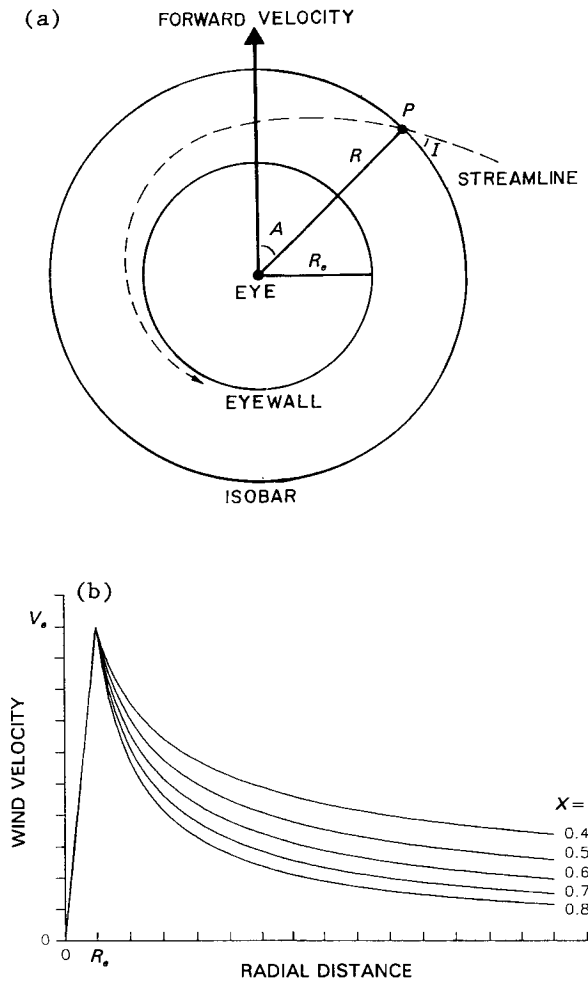 (a)
FORWARD VELOCITY
P
I
R
STREAMLINE
A
Rₑ
EYE
EYEWALL
ISOBAR
(b)
Vₑ
WIND VELOCITY
X =
0.4
0.5
0.6
0.7
0.8
0
0
Rₑ
RADIAL DISTANCE